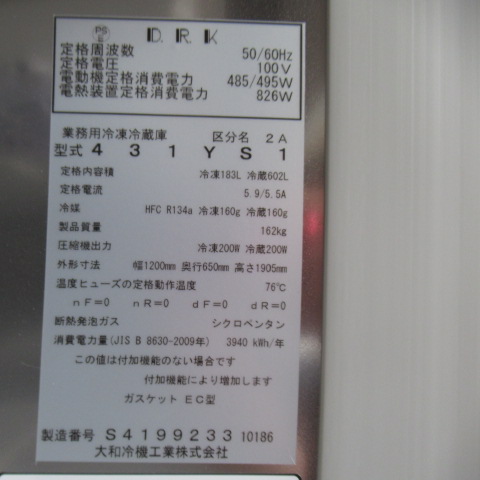 PS E D.R.K
定格周波数 50/60Hz
定格電圧 100V
電動機定格消費電力 485/495W
電熱装置定格消費電力 826W
業務用冷凍冷蔵庫 区分名 2A
型式 431YS1
定格内容積 冷凍183L 冷蔵602L
定格電流 5.9/5.5A
冷媒 HFC R134a 冷凍160g 冷蔵160g
製品質量 162kg
圧縮機出力 冷凍200W 冷蔵200W
外形寸法 幅1200mm 奥行650mm 高さ1905mm
温度ヒューズの定格動作温度 76℃
nF=0 nR=0 dF=0 dR=0
断熱発泡ガス シクロペンタン
消費電力量(JIS B 8630-2009年) 3940 kWh/年
この値は付加機能のない場合です
付加機能により増加します
ガスケット EC型
製造番号 S4199233 10186
大和冷機工業株式会社